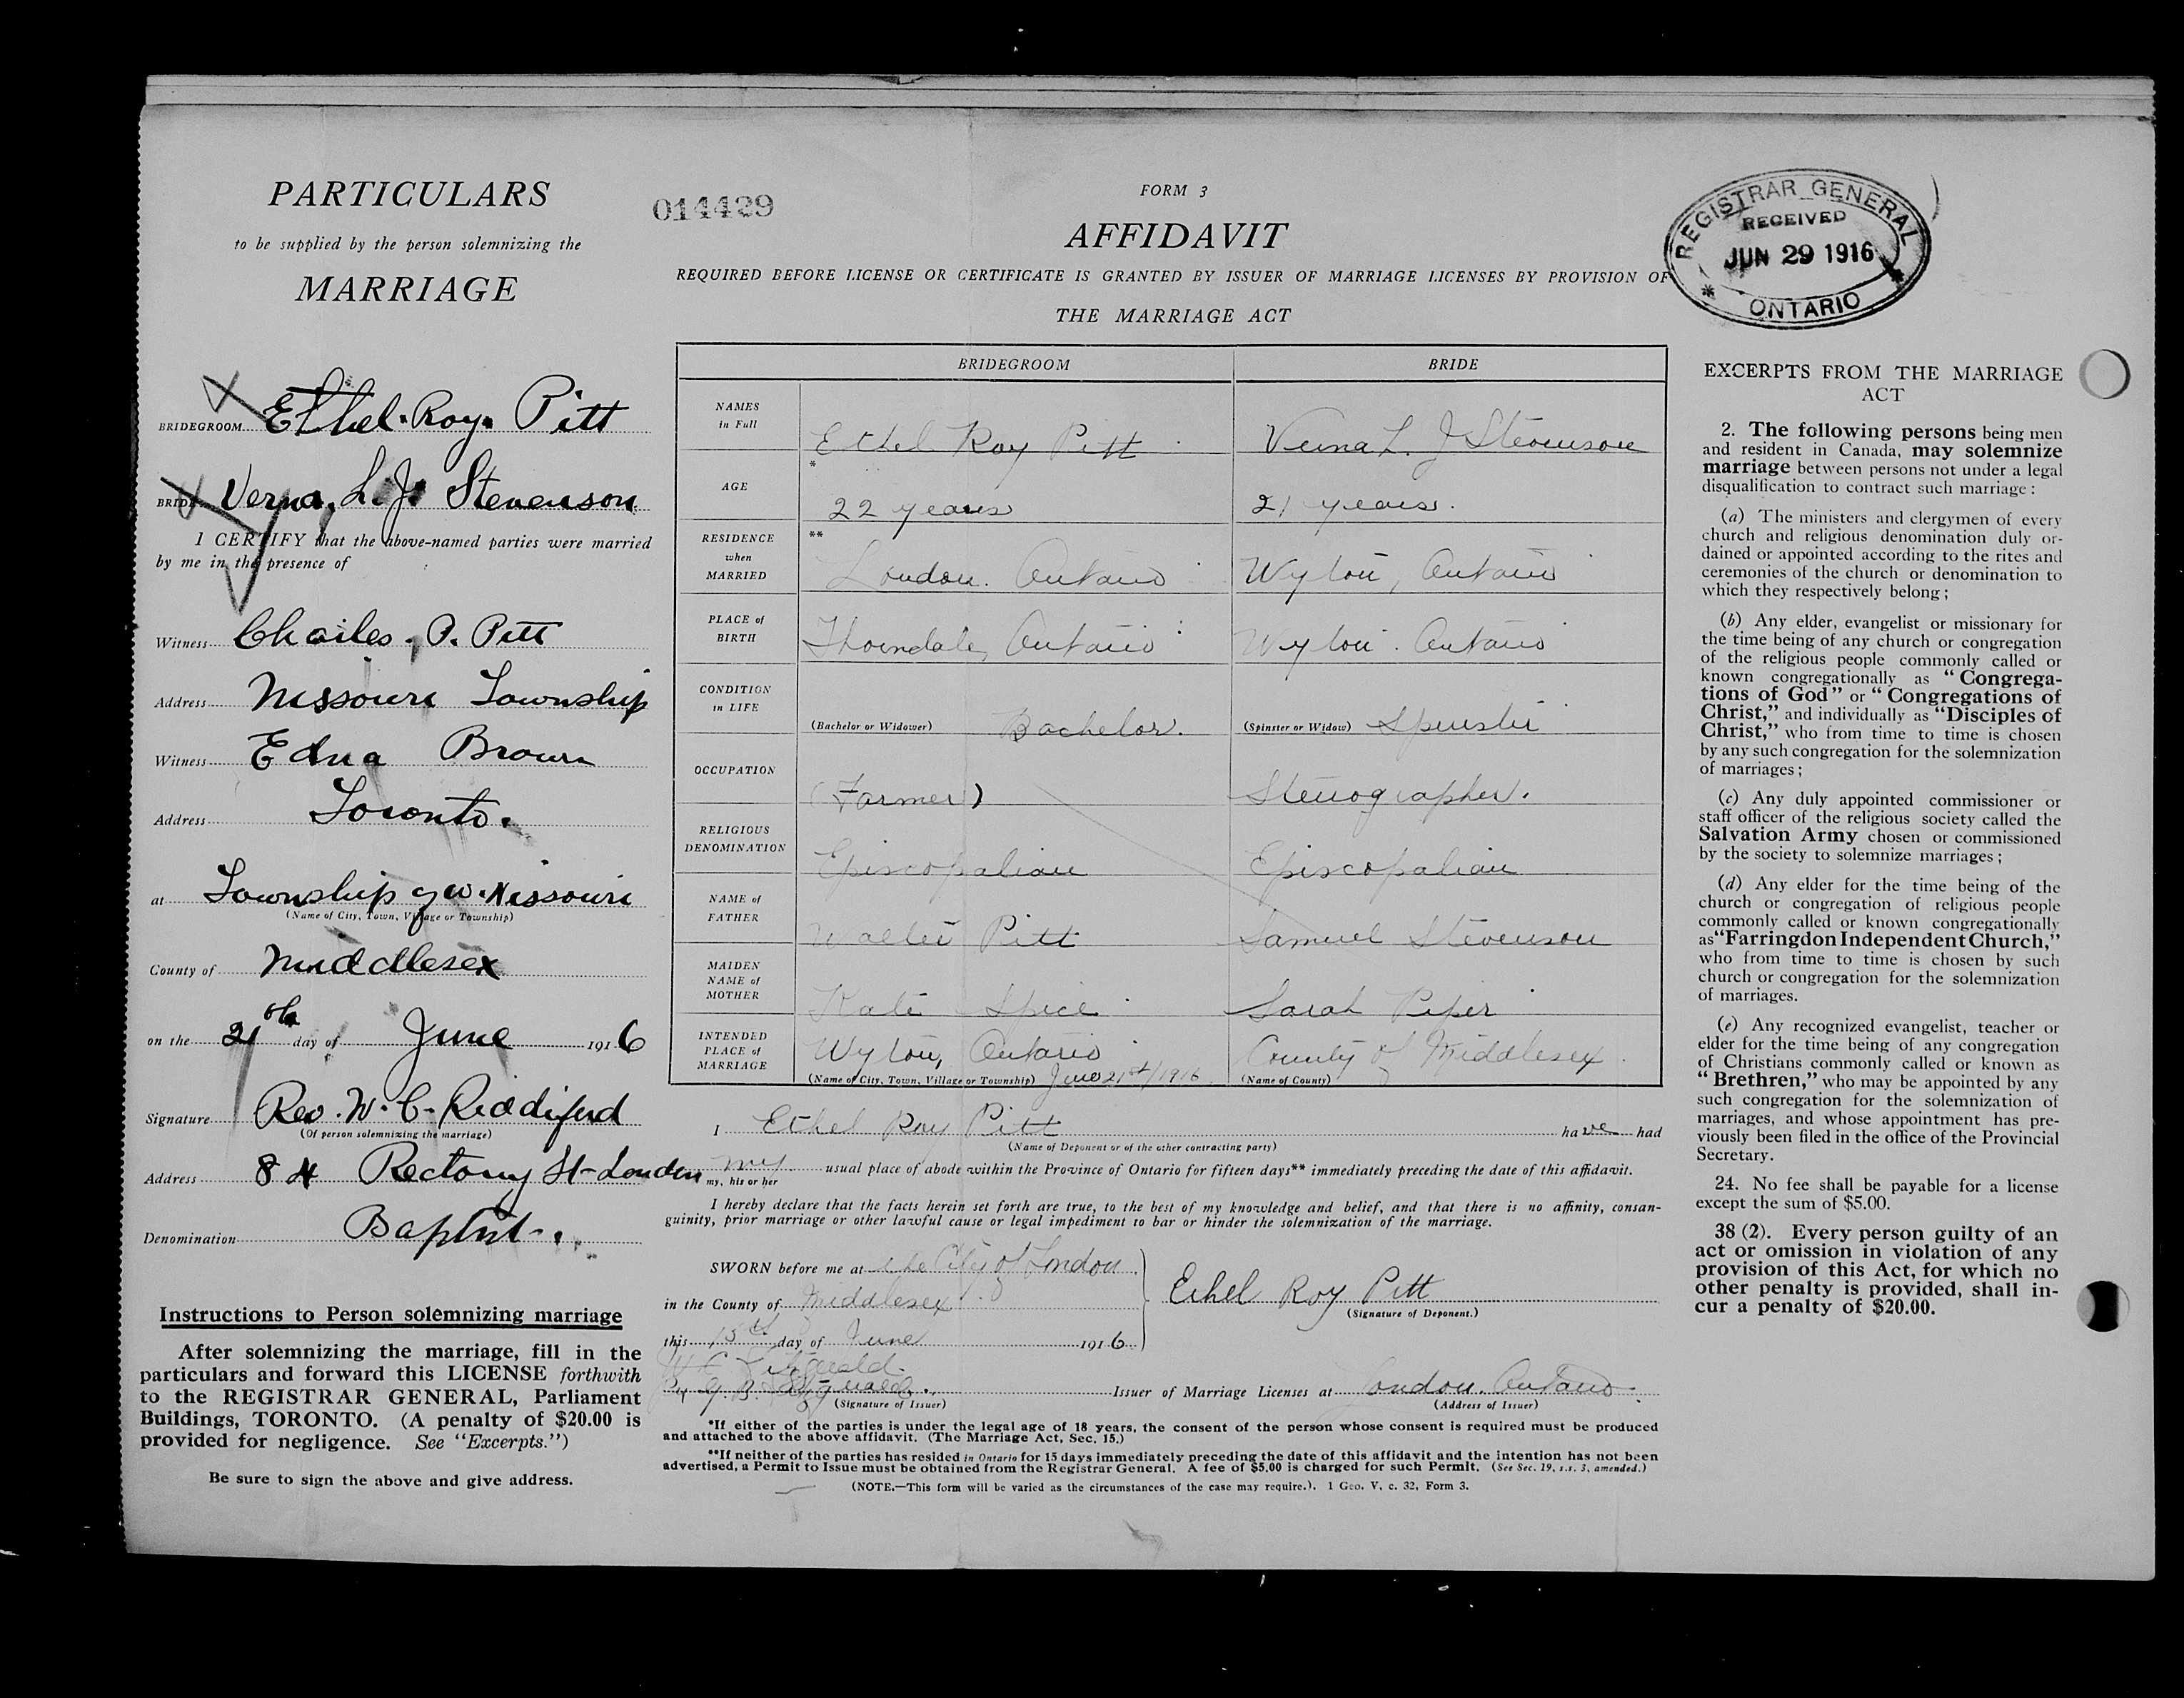 PARTICULARS
to be supplied by the person solemnizing the
MARRIAGE
BRIDEGROOM Ethel Roy Pitt
BRIDE Verna, L. J. Stevenson
I CERTIFY that the above-named parties were married
by me in the presence of
Witness Charles. P. Pitt
Address Nissouri Township
Witness Edna Brown
Address Toronto.
at Township of W. Nissouri
(Name of City, Town, Village or Township)
County of Middlesex
on the 21 day of June 1916
Signature Rev. W. C. Riddiford
(Of person solemnizing the marriage)
Address 84 Rectory St- London
Denomination Baptist
Instructions to Person solemnizing marriage
After solemnizing the marriage, fill in the
particulars and forward this LICENSE forthwith
to the REGISTRAR GENERAL, Parliament
Buildings, TORONTO. (A penalty of $20.00 is
provided for negligence. See "Excerpts.")
Be sure to sign the above and give address.
014429
FORM 3
AFFIDAVIT
REQUIRED BEFORE LICENSE OR CERTIFICATE IS GRANTED BY ISSUER OF MARRIAGE LICENSES BY PROVISION OF
THE MARRIAGE ACT
BRIDEGROOM BRIDE
NAMES in Full Ethel Roy Pitt Verna L. J Stevenson
AGE * 22 years 21 years.
RESIDENCE when MARRIED ** London. Ontario Wyton, Ontario
PLACE of BIRTH Thorndale, Ontario Wyton. Ontario
CONDITION in LIFE (Bachelor or Widower) Bachelor. (Spinster or Widow) Spinster
OCCUPATION (Farmer) Stenographer.
RELIGIOUS DENOMINATION Episcopalian Episcopalian
NAME of FATHER Walter Pitt Samuel Stevenson
MAIDEN NAME of MOTHER Kate Spice Sarah Piper
INTENDED PLACE of MARRIAGE Wyton, Ontario County of Middlesex
(Name of City, Town, Village or Township) June 21st/1916 (Name of County)
I Ethel Roy Pitt have had
(Name of Deponent or of the other contracting party)
my usual place of abode within the Province of Ontario for fifteen days** immediately preceding the date of this affidavit.
my, his or her
I hereby declare that the facts herein set forth are true, to the best of my knowledge and belief, and that there is no affinity, consan-
guinity, prior marriage or other lawful cause or legal impediment to bar or hinder the solemnization of the marriage.
SWORN before me at the City of London
in the County of Middlesex
this 15th day of June 1916
Ethel Roy Pitt
(Signature of Deponent.)
Fitzgerald
(Signature of Issuer)
Issuer of Marriage Licenses at London. Ontario.
(Address of Issuer)
*If either of the parties is under the legal age of 18 years, the consent of the person whose consent is required must be produced
and attached to the above affidavit. (The Marriage Act, Sec. 15.)
**If neither of the parties has resided in Ontario for 15 days immediately preceding the date of this affidavit and the intention has not been
advertised, a Permit to Issue must be obtained from the Registrar General. A fee of $5.00 is charged for such Permit. (See Sec. 19, s.s. 3, amended.)
(NOTE.—This form will be varied as the circumstances of the case may require.). 1 Geo. V, c. 32, Form 3.
REGISTRAR GENERAL
RECEIVED
JUN 29 1916
* ONTARIO *
EXCERPTS FROM THE MARRIAGE
ACT
2. The following persons being men
and resident in Canada, may solemnize
marriage between persons not under a legal
disqualification to contract such marriage:
(a) The ministers and clergymen of every
church and religious denomination duly or-
dained or appointed according to the rites and
ceremonies of the church or denomination to
which they respectively belong;
(b) Any elder, evangelist or missionary for
the time being of any church or congregation
of the religious people commonly called or
known congregationally as "Congrega-
tions of God" or "Congregations of
Christ," and individually as "Disciples of
Christ," who from time to time is chosen
by any such congregation for the solemnization
of marriages;
(c) Any duly appointed commissioner or
staff officer of the religious society called the
Salvation Army chosen or commissioned
by the society to solemnize marriages;
(d) Any elder for the time being of the
church or congregation of religious people
commonly called or known congregationally
as "Farringdon Independent Church,"
who from time to time is chosen by such
church or congregation for the solemnization
of marriages.
(e) Any recognized evangelist, teacher or
elder for the time being of any congregation
of Christians commonly called or known as
"Brethren," who may be appointed by any
such congregation for the solemnization of
marriages, and whose appointment has pre-
viously been filed in the office of the Provincial
Secretary.
24. No fee shall be payable for a license
except the sum of $5.00.
38 (2). Every person guilty of an
act or omission in violation of any
provision of this Act, for which no
other penalty is provided, shall in-
cur a penalty of $20.00.